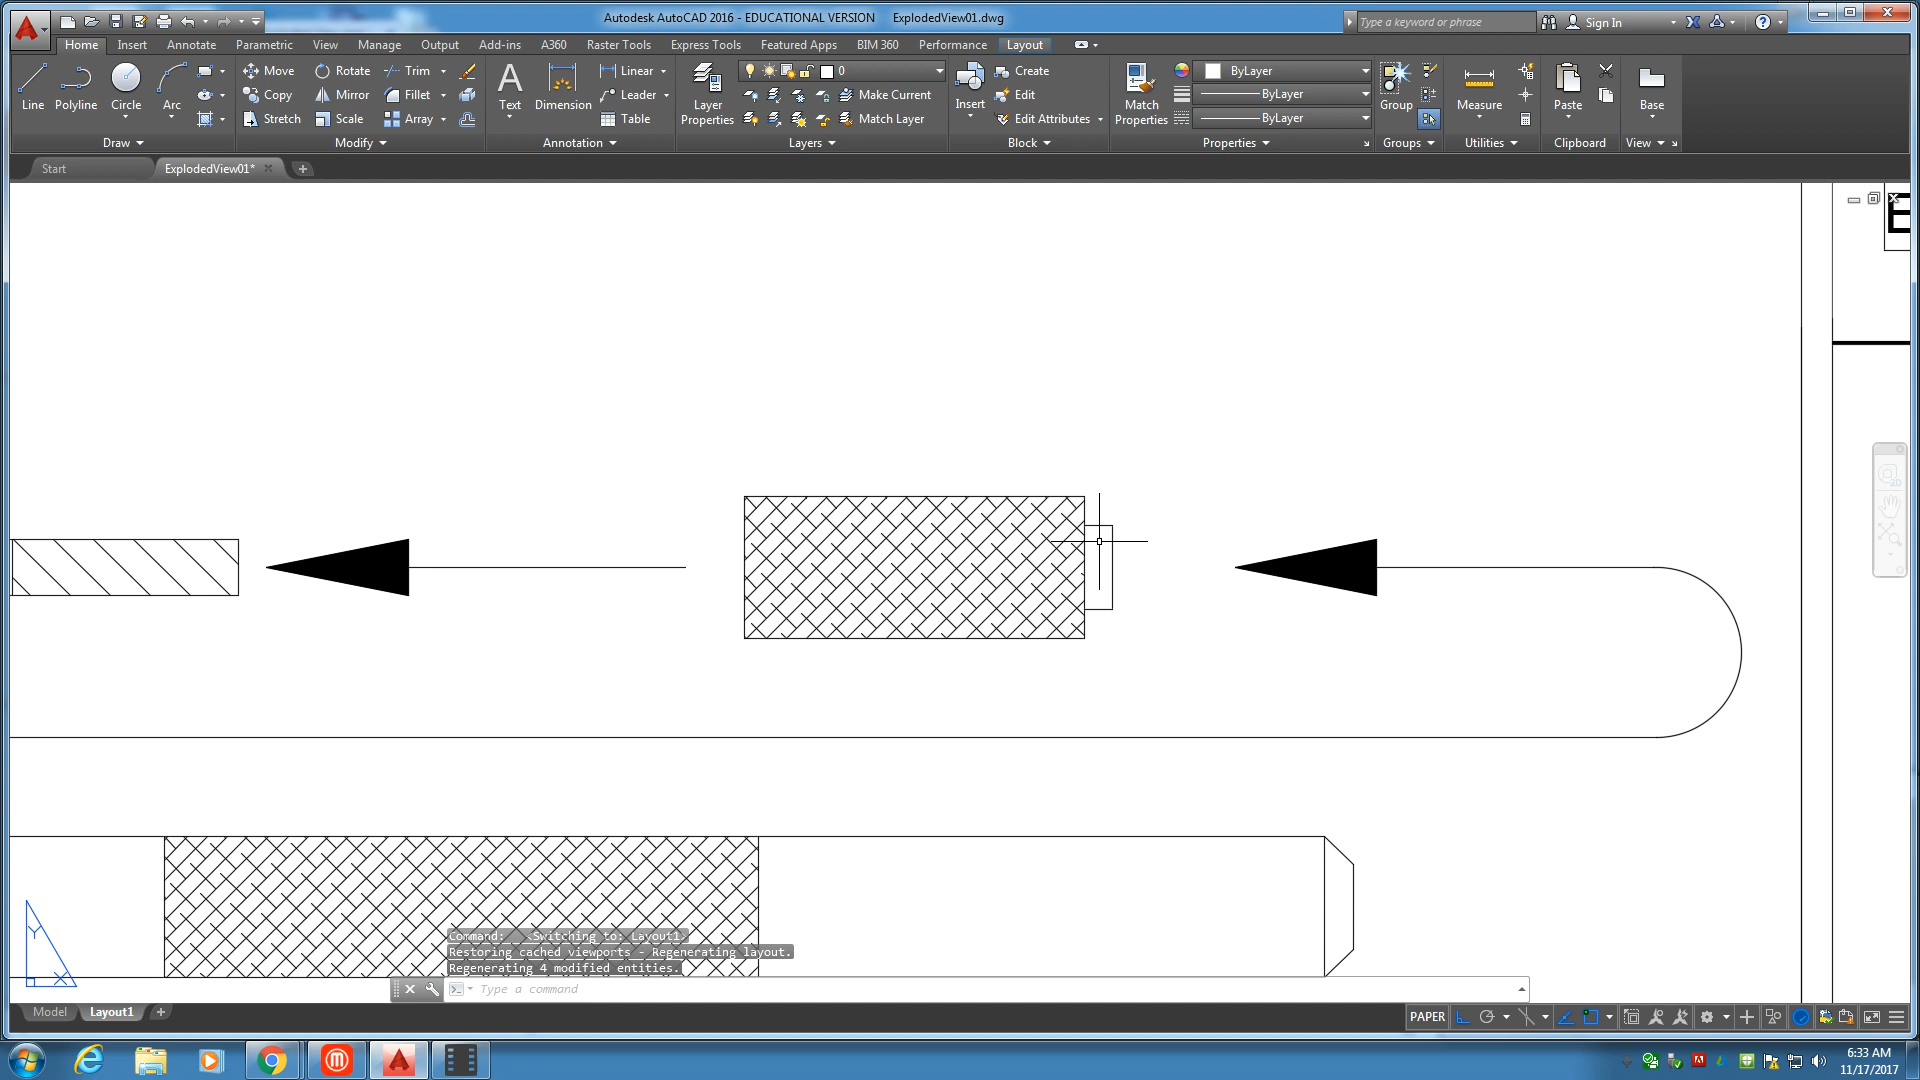 Autodesk AutoCAD 2016 - EDUCATIONAL VERSION ExplodedView01.dwg
Type a keyword or phrase
Sign In
Home Insert Annotate Parametric View Manage Output Add-ins A360 Raster Tools Express Tools Featured Apps BIM 360 Performance Layout
Line Polyline Circle Arc
Move Rotate Trim
Copy Mirror Fillet
Stretch Scale Array
Text Dimension
Linear
Leader
Table
Layer Properties
0
Make Current
Match Layer
Insert
Create
Edit
Edit Attributes
Match Properties
ByLayer
ByLayer
ByLayer
Group
Measure
Paste
Base
Draw Modify Annotation Layers Block Properties Groups Utilities Clipboard View
Start ExplodedView01*
E
2D
Y
X
Command: <Switching to: Layout1>
Restoring cached viewports - Regenerating layout.
Regenerating 4 modified entities.
Type a command
Model Layout1
PAPER
6:33 AM
11/17/2017